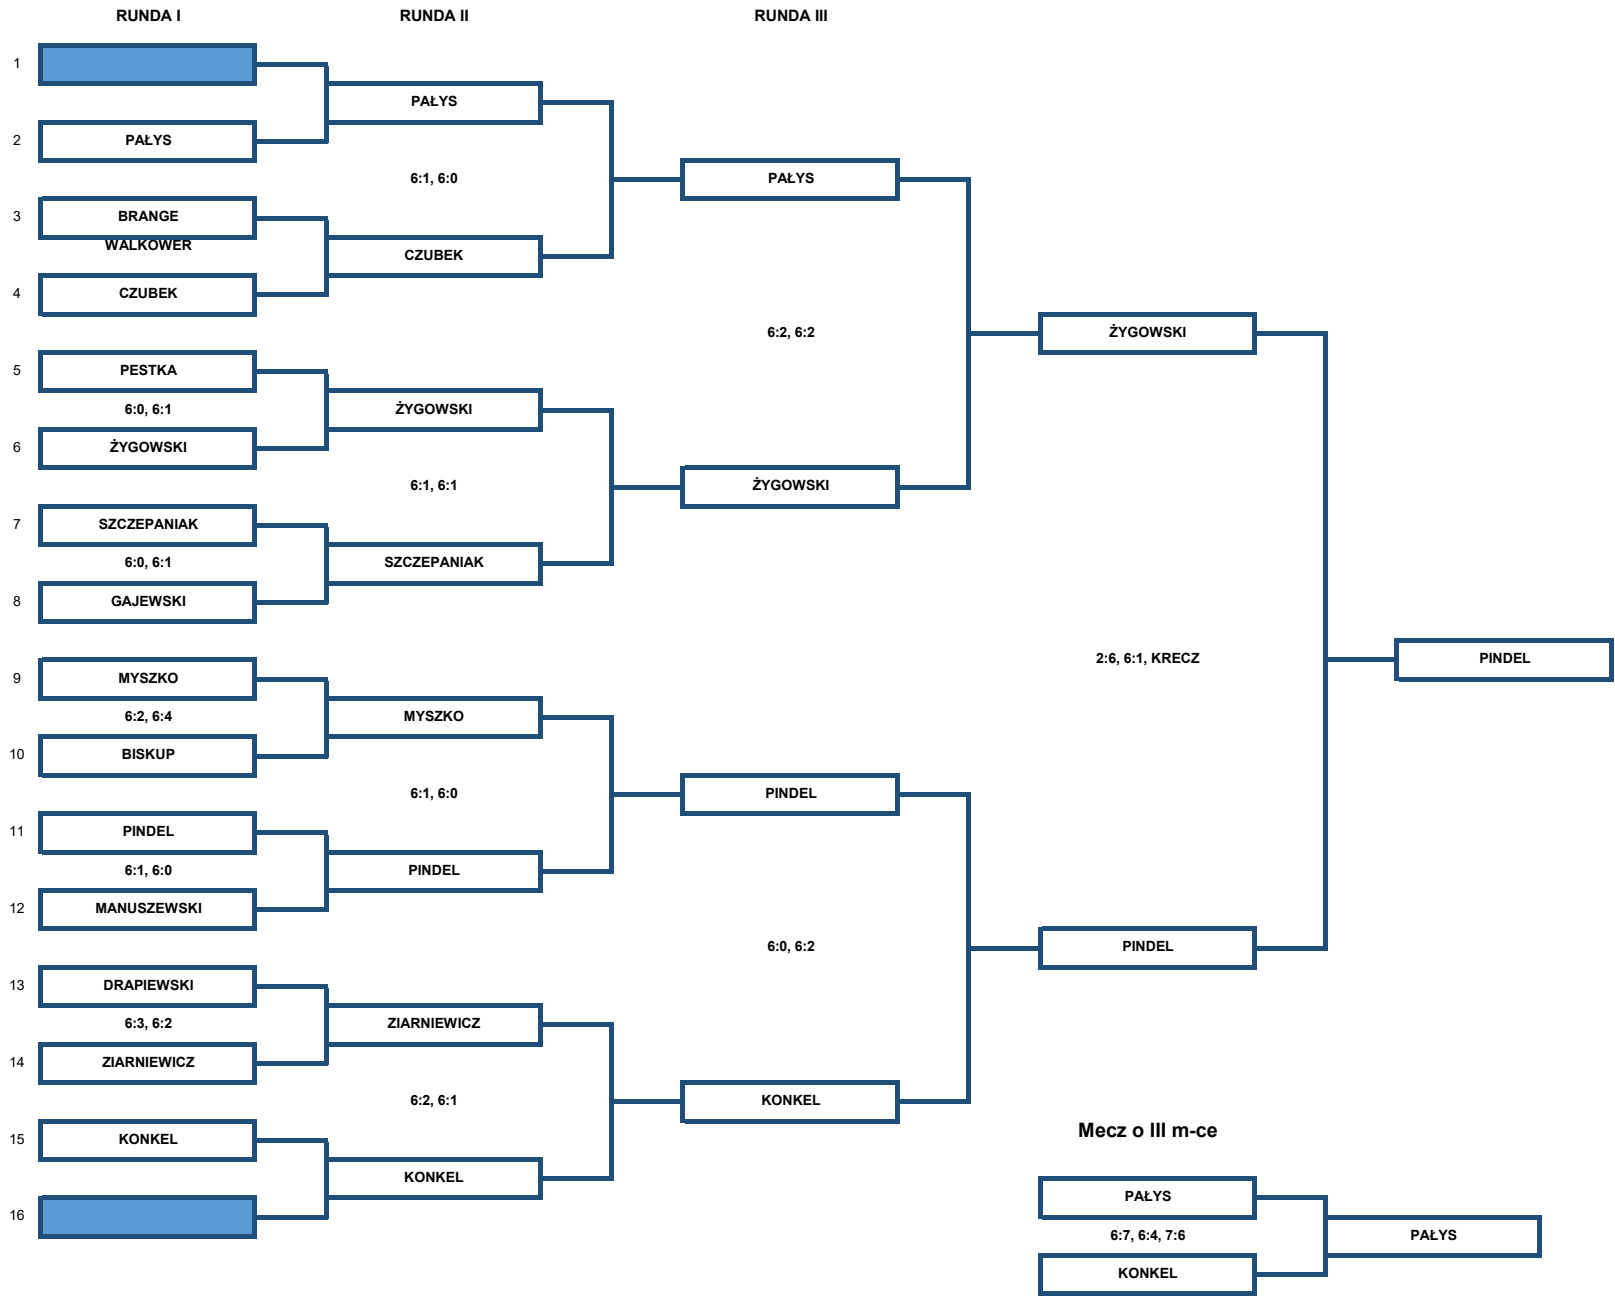 RUNDA I RUNDA II RUNDA III
1
PAŁYS
2 PAŁYS
6:1, 6:0 PAŁYS
3 BRANGE
WALKOWER
CZUBEK
4 CZUBEK
6:2, 6:2 ŻYGOWSKI
5 PESTKA
6:0, 6:1 ŻYGOWSKI
6 ŻYGOWSKI
6:1, 6:1 ŻYGOWSKI
7 SZCZEPANIAK
6:0, 6:1 SZCZEPANIAK
8 GAJEWSKI
2:6, 6:1, KRECZ PINDEL
9 MYSZKO
6:2, 6:4 MYSZKO
10 BISKUP
6:1, 6:0 PINDEL
11 PINDEL
6:1, 6:0 PINDEL
12 MANUSZEWSKI
6:0, 6:2 PINDEL
13 DRAPIEWSKI
6:3, 6:2 ZIARNIEWICZ
14 ZIARNIEWICZ
6:2, 6:1 KONKEL
15 KONKEL
KONKEL
16
Mecz o III m-ce
PAŁYS
6:7, 6:4, 7:6 PAŁYS
KONKEL